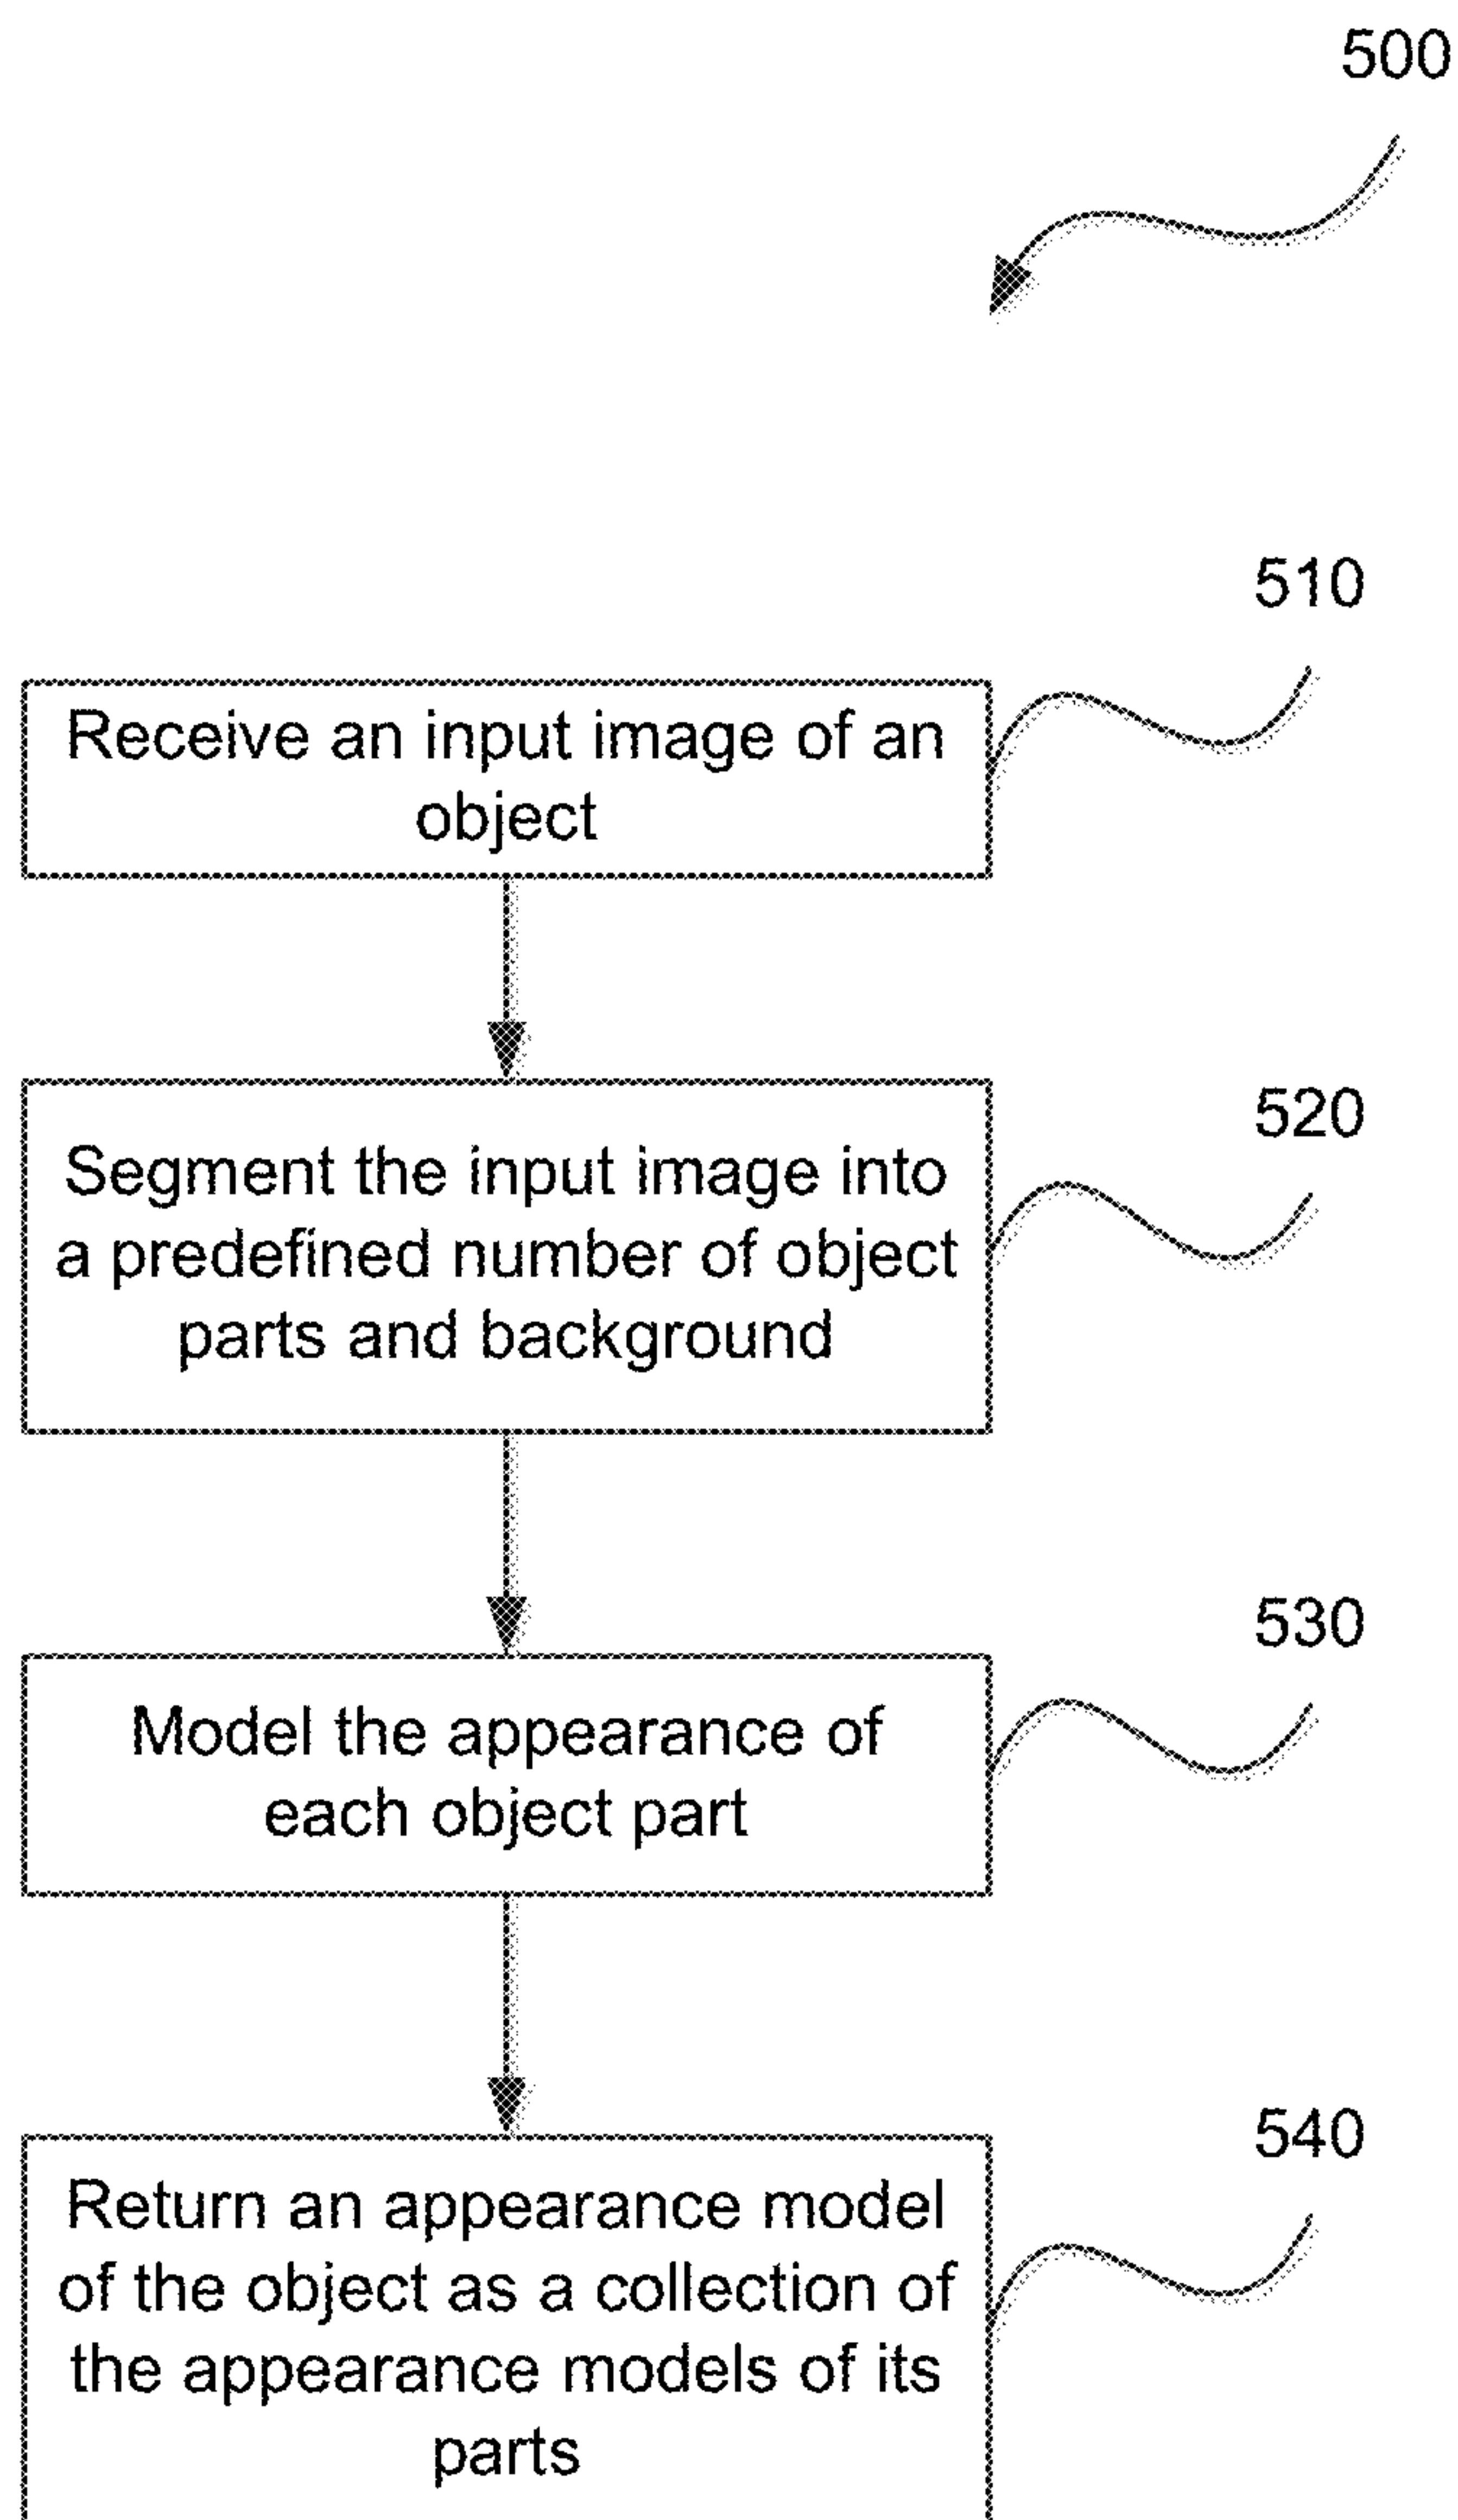 500
510
Receive an input image of an
object
520
Segment the input image into
a predefined number of object
parts and background
530
Model the appearance of
each object part
540
Return an appearance model
of the object as a collection of
the appearance models of its
parts